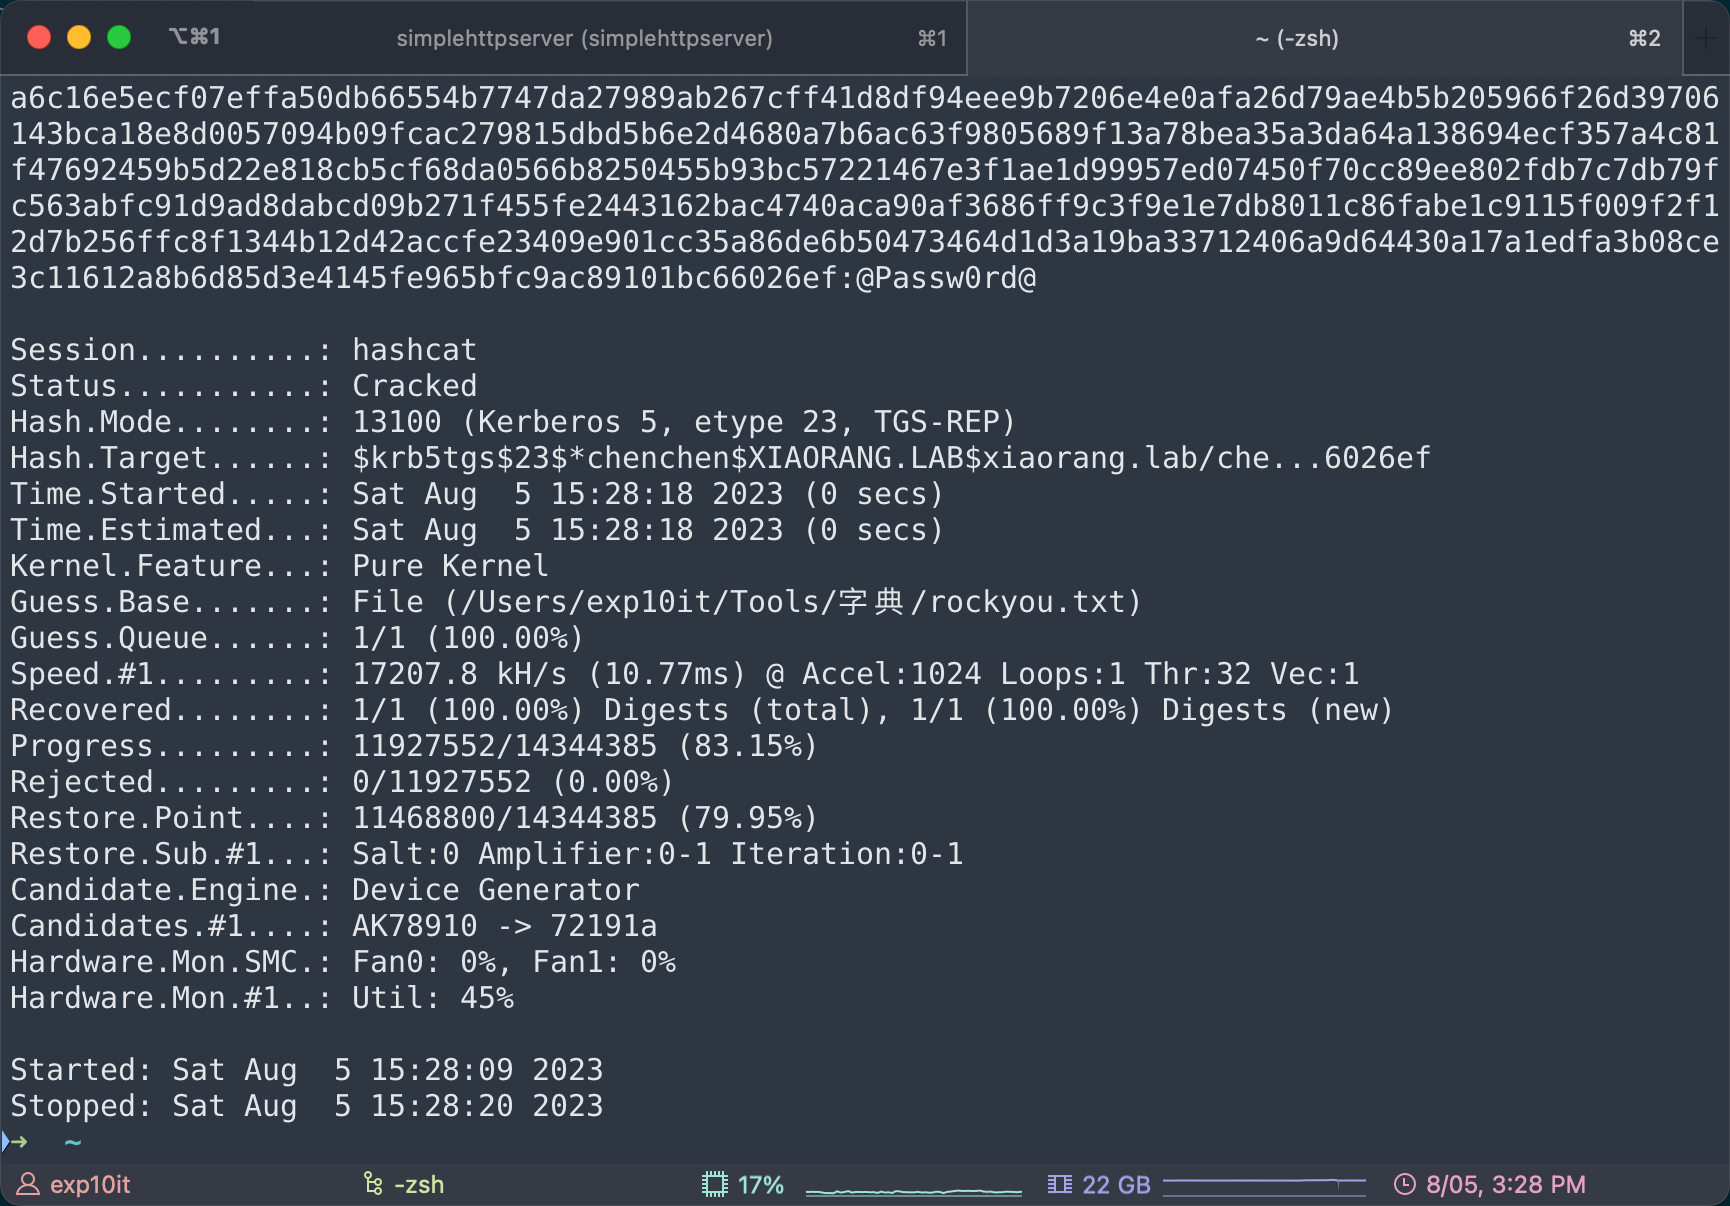 ⌥⌘1 simplehttpserver (simplehttpserver) ⌘1 ~ (-zsh) ⌘2
a6c16e5ecf07effa50db66554b7747da27989ab267cff41d8df94eee9b7206e4e0afa26d79ae4b5b205966f26d39706
143bca18e8d0057094b09fcac279815dbd5b6e2d4680a7b6ac63f9805689f13a78bea35a3da64a138694ecf357a4c81
f47692459b5d22e818cb5cf68da0566b8250455b93bc57221467e3f1ae1d99957ed07450f70cc89ee802fdb7c7db79f
c563abfc91d9ad8dabcd09b271f455fe2443162bac4740aca90af3686ff9c3f9e1e7db8011c86fabe1c9115f009f2f1
2d7b256ffc8f1344b12d42accfe23409e901cc35a86de6b50473464d1d3a19ba33712406a9d64430a17a1edfa3b08ce
3c11612a8b6d85d3e4145fe965bfc9ac89101bc66026ef:@Passw0rd@
Session..........: hashcat
Status...........: Cracked
Hash.Mode........: 13100 (Kerberos 5, etype 23, TGS-REP)
Hash.Target......: $krb5tgs$23$*chenchen$XIAORANG.LAB$xiaorang.lab/che...6026ef
Time.Started.....: Sat Aug  5 15:28:18 2023 (0 secs)
Time.Estimated...: Sat Aug  5 15:28:18 2023 (0 secs)
Kernel.Feature...: Pure Kernel
Guess.Base.......: File (/Users/exp10it/Tools/字典/rockyou.txt)
Guess.Queue......: 1/1 (100.00%)
Speed.#1.........: 17207.8 kH/s (10.77ms) @ Accel:1024 Loops:1 Thr:32 Vec:1
Recovered........: 1/1 (100.00%) Digests (total), 1/1 (100.00%) Digests (new)
Progress.........: 11927552/14344385 (83.15%)
Rejected.........: 0/11927552 (0.00%)
Restore.Point....: 11468800/14344385 (79.95%)
Restore.Sub.#1...: Salt:0 Amplifier:0-1 Iteration:0-1
Candidate.Engine.: Device Generator
Candidates.#1....: AK78910 -> 72191a
Hardware.Mon.SMC.: Fan0: 0%, Fan1: 0%
Hardware.Mon.#1..: Util: 45%
Started: Sat Aug  5 15:28:09 2023
Stopped: Sat Aug  5 15:28:20 2023
➜  ~
exp10it -zsh 17% 22 GB 8/05, 3:28 PM